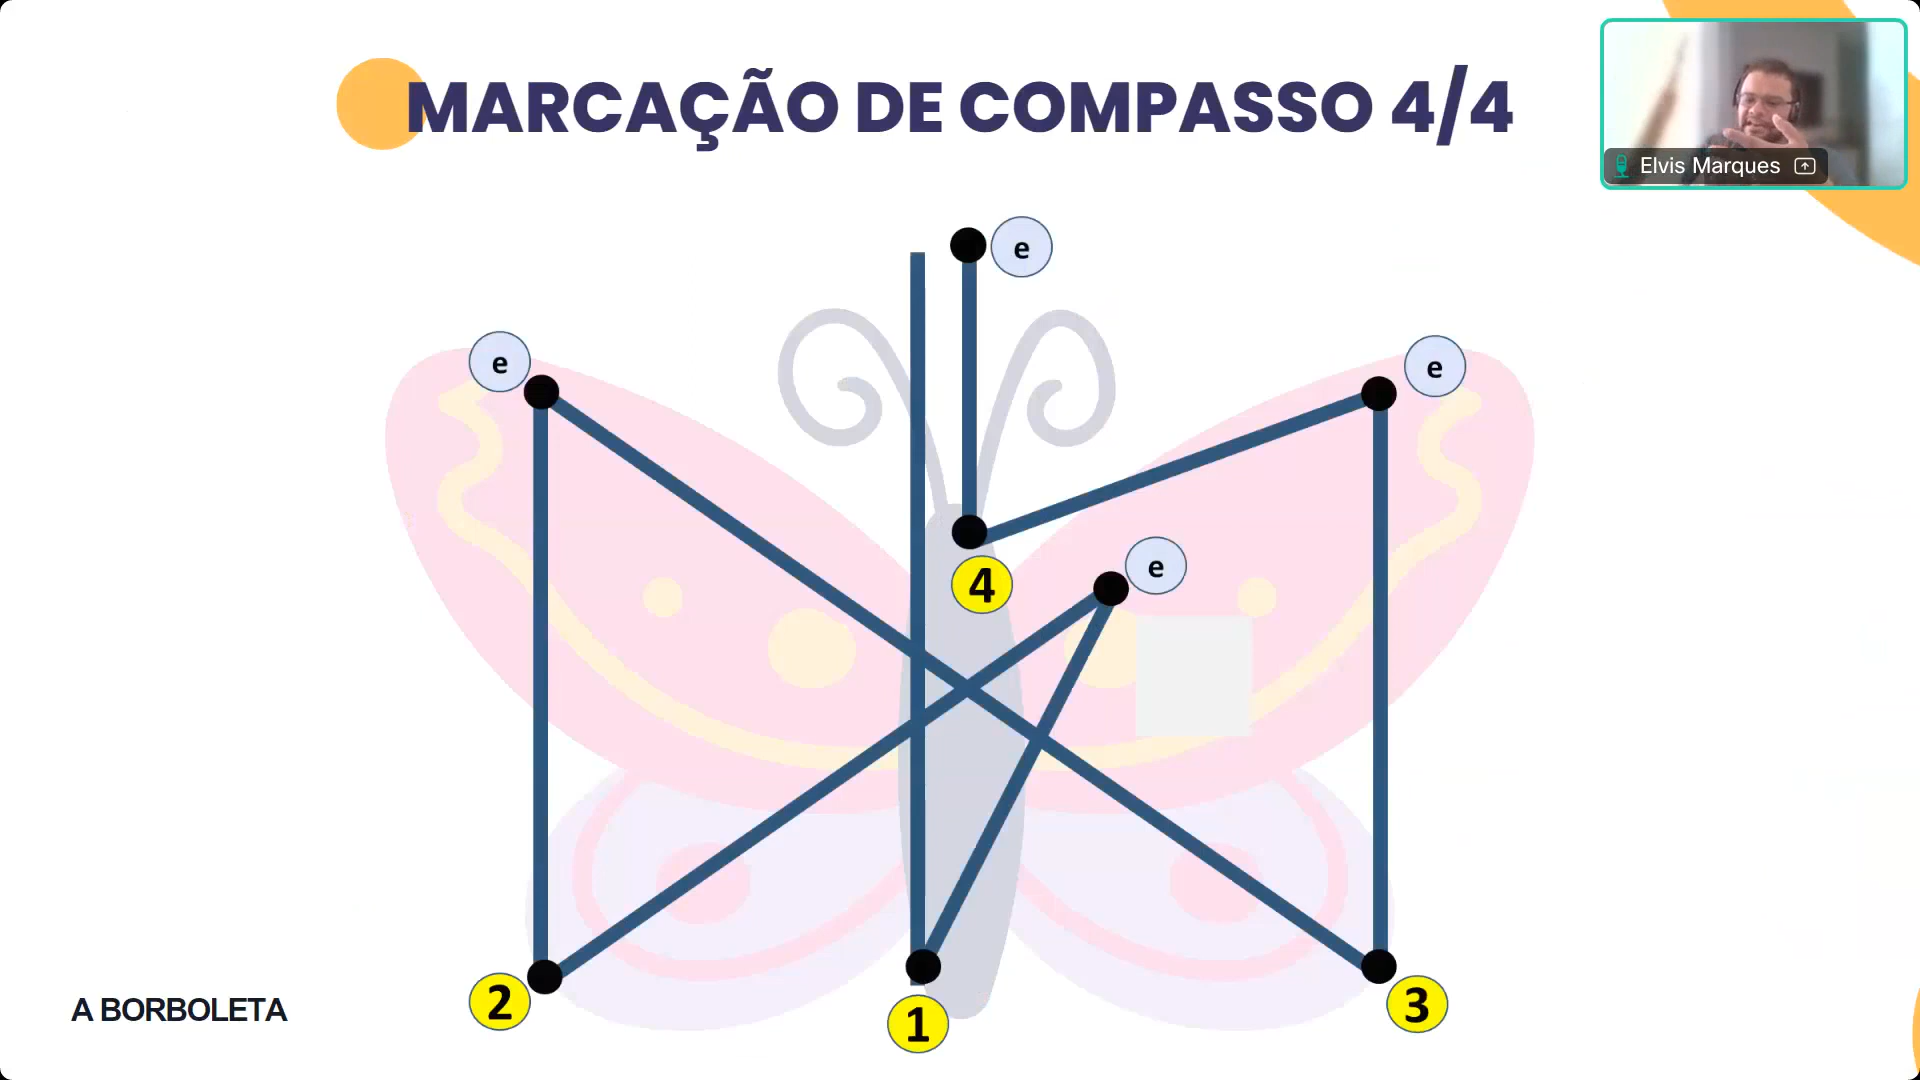 MARCAÇÃO DE COMPASSO 4/4
Elvis Marques
e
e
e
e
4
2
1
3
A BORBOLETA